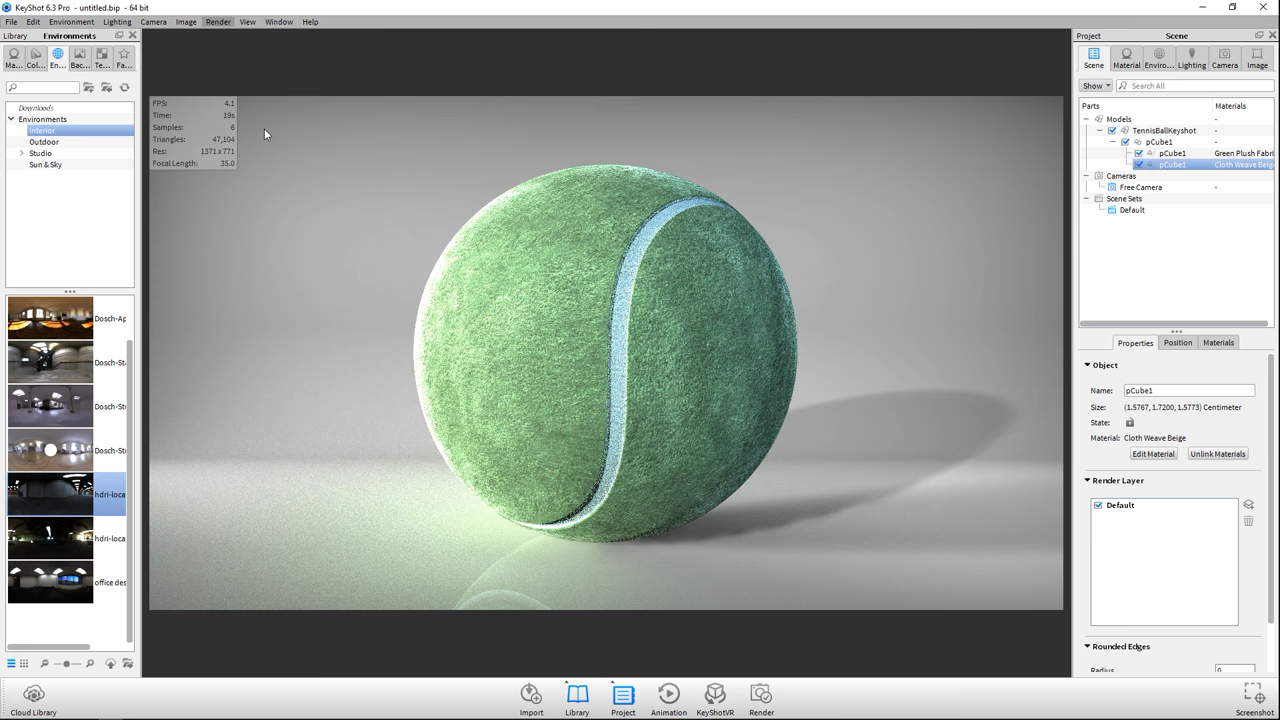 KeyShot 6.3 Pro - untitled.bip - 64 bit
File Edit Environment Lighting Camera Image Render View Window Help
Library Environments
Ma... Col... En... Bac... Te... Fa...
Downloads
Environments
Interior
Outdoor
Studio
Sun & Sky
Dosch-Ap
Dosch-St
Dosch-St
Dosch-St
hdri-loca
hdri-loca
office des
Cloud Library
FPS: 4.1
Time: 19s
Samples: 6
Triangles: 47,104
Res: 1371 x 771
Focal Length: 35.0
Import Library Project Animation KeyShotVR Render Screenshot
Project Scene
Scene Material Enviro... Lighting Camera Image
Show Search All
Parts Materials
Models -
TennisBallKeyshot -
pCube1 -
pCube1 Green Plush Fabri
pCube1 Cloth Weave Beig
Cameras -
Free Camera -
Scene Sets
Default
Properties Position Materials
Object
Name: pCube1
Size: (1.5767, 1.7200, 1.5773) Centimeter
State:
Material: Cloth Weave Beige
Edit Material Unlink Materials
Render Layer
Default
Rounded Edges
Radius 0